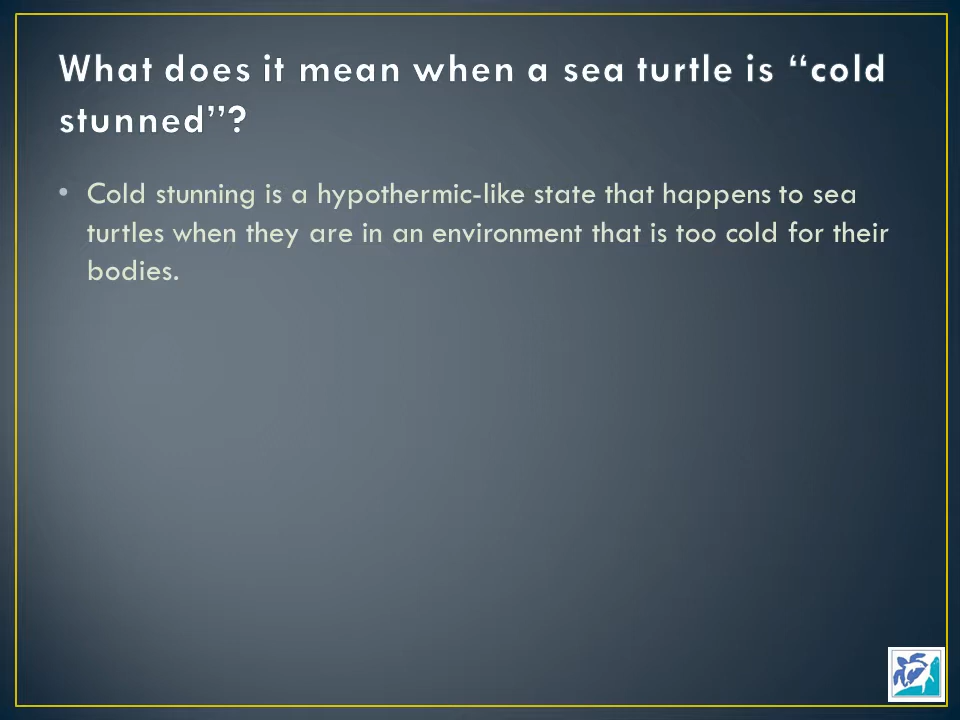 What does it mean when a sea turtle is “cold
stunned”?
• Cold stunning is a hypothermic-like state that happens to sea
turtles when they are in an environment that is too cold for their
bodies.